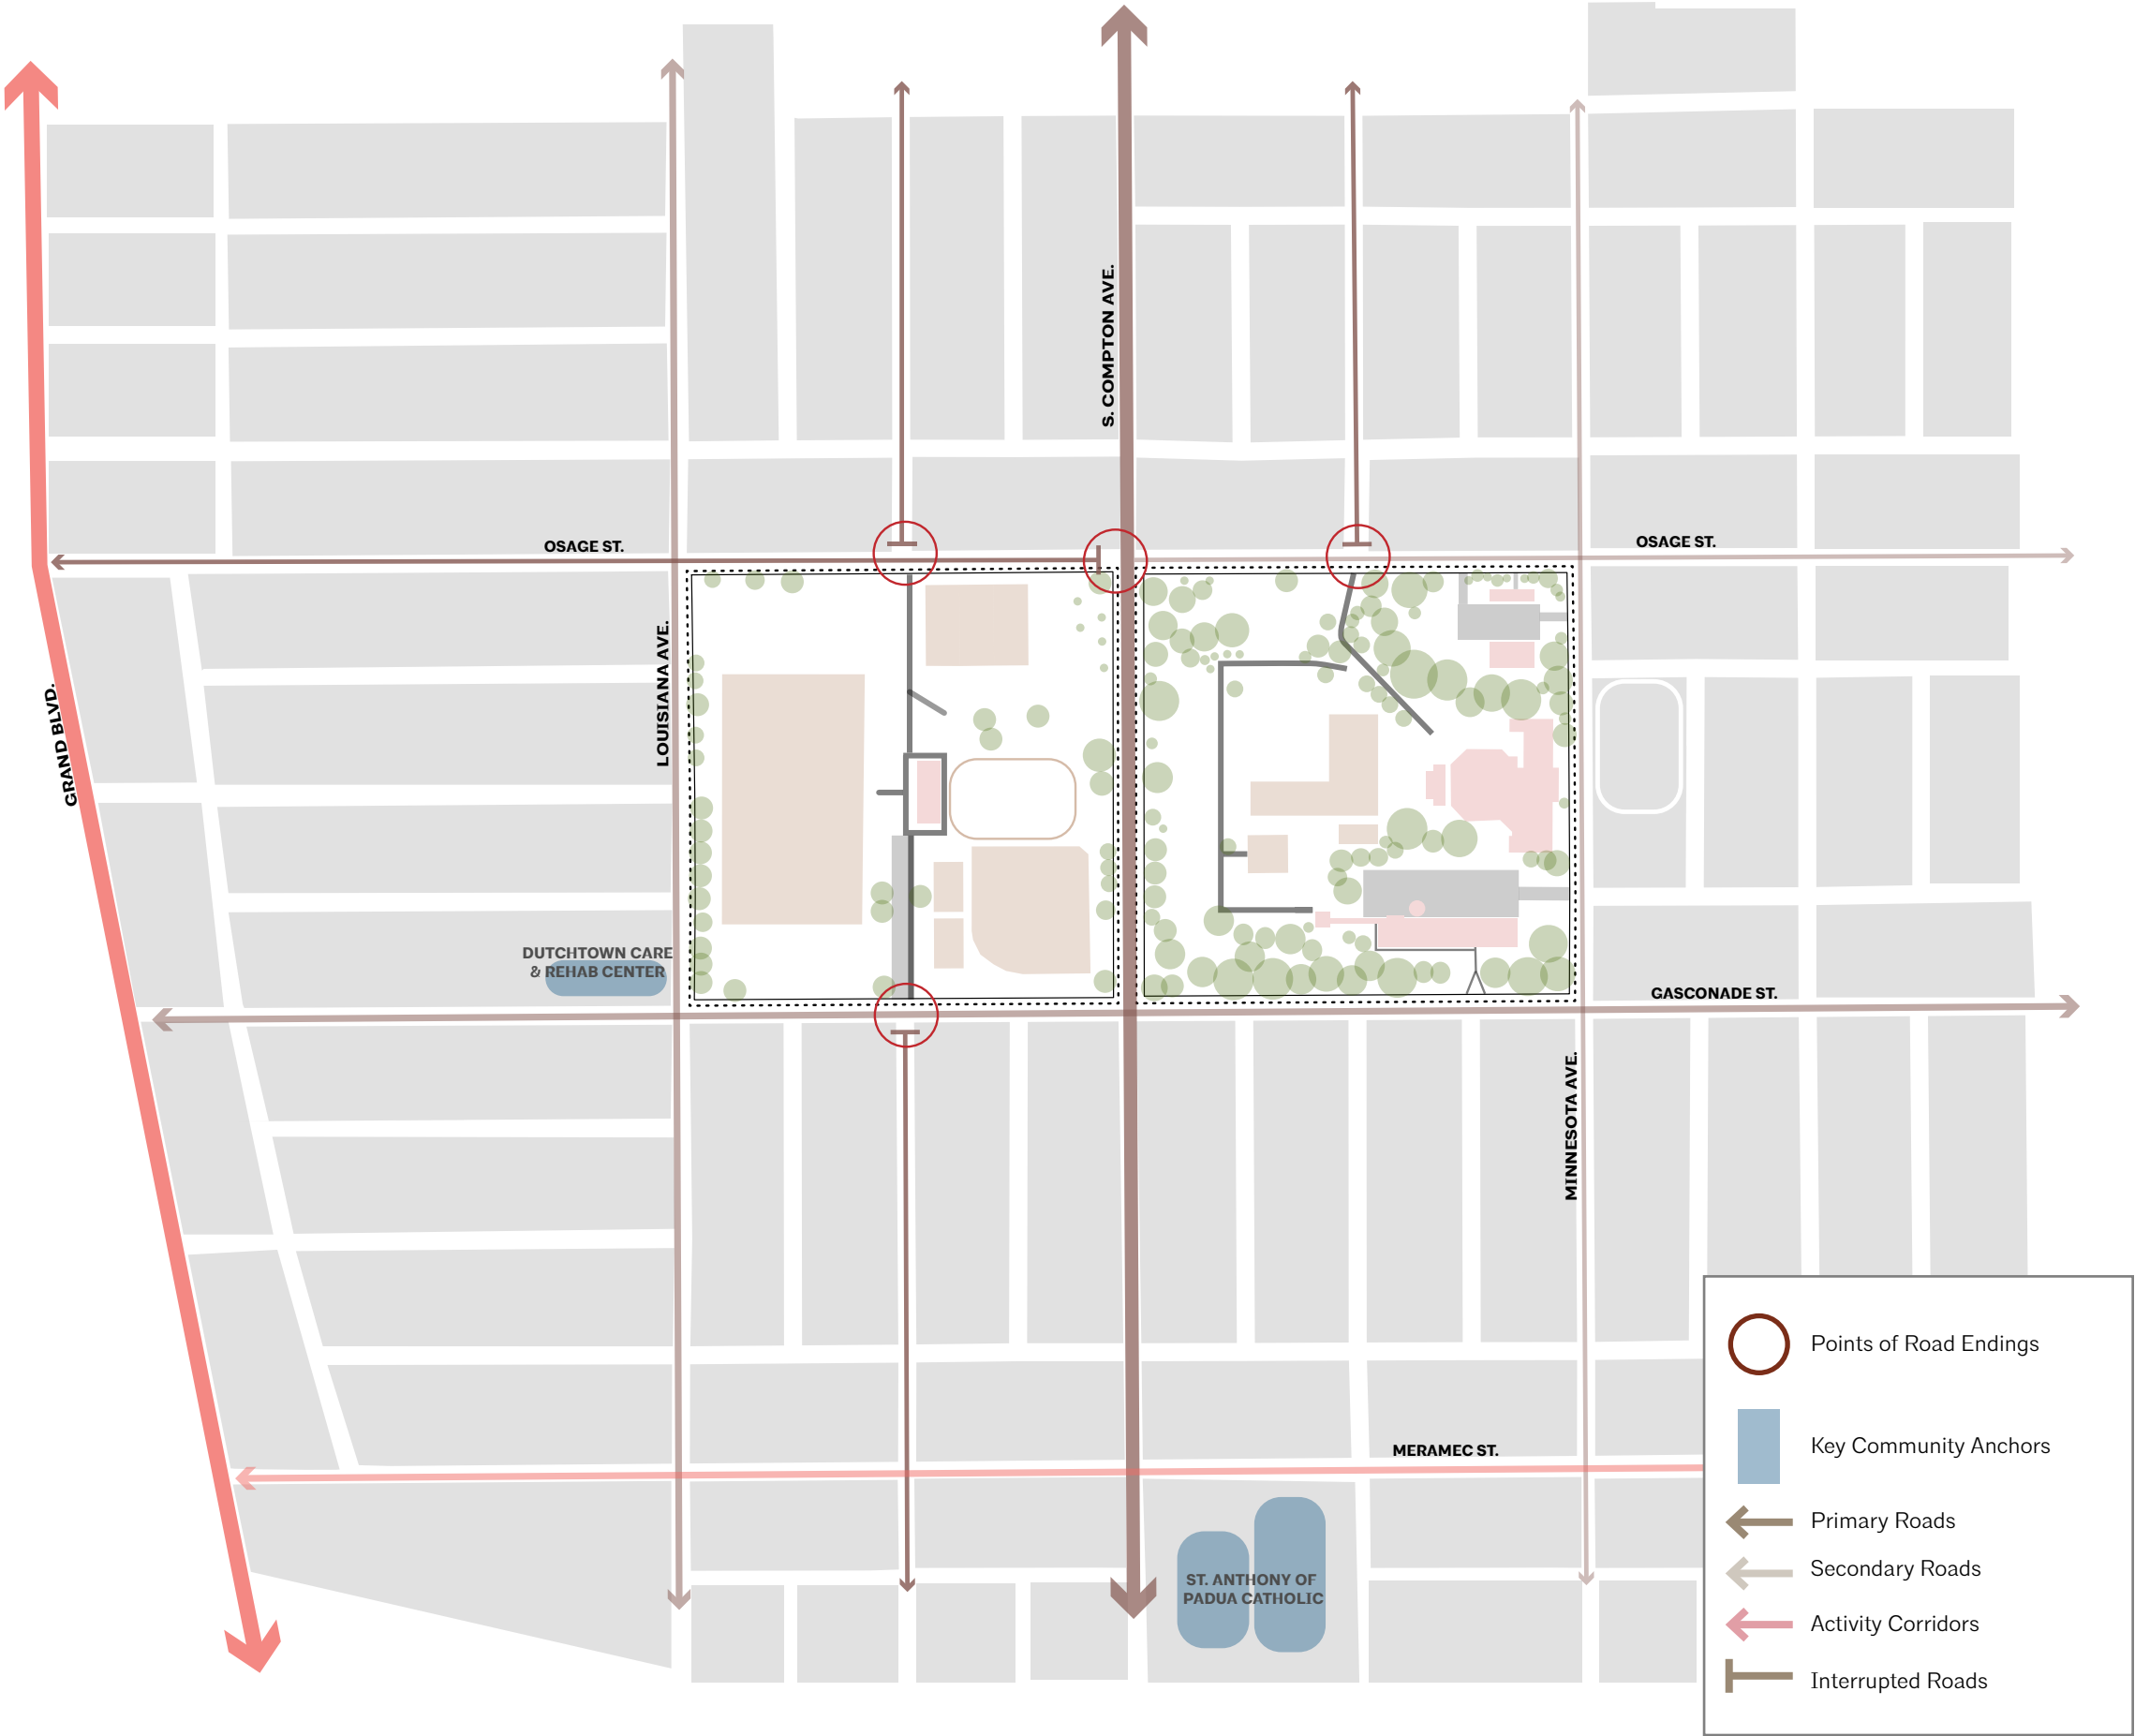 S. COMPTON AVE.
OSAGE ST.
OSAGE ST.
LOUISIANA AVE.
GRAND BLVD.
DUTCHTOWN CARE
& REHAB CENTER
GASCONADE ST.
MINNESOTA AVE.
MERAMEC ST.
ST. ANTHONY OF
PADUA CATHOLIC
Points of Road Endings
Key Community Anchors
Primary Roads
Secondary Roads
Activity Corridors
Interrupted Roads